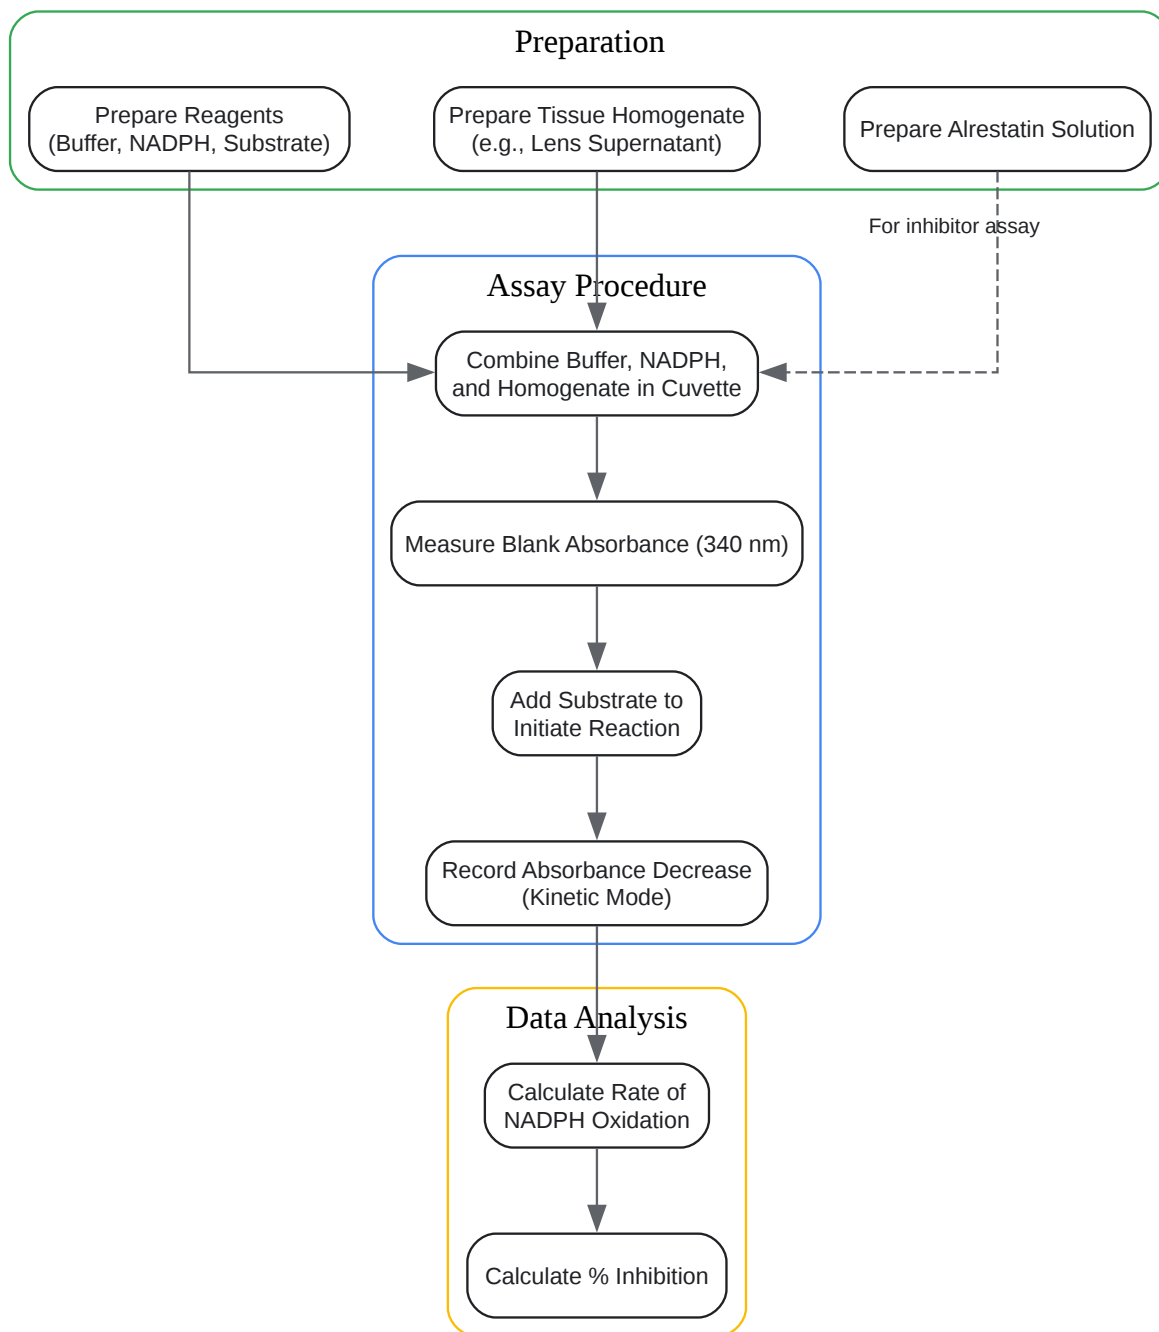 Preparation
Prepare Reagents
(Buffer, NADPH, Substrate)
Prepare Tissue Homogenate
(e.g., Lens Supernatant)
Prepare Alrestatin Solution
For inhibitor assay
Assay Procedure
Combine Buffer, NADPH,
and Homogenate in Cuvette
Measure Blank Absorbance (340 nm)
Add Substrate to
Initiate Reaction
Record Absorbance Decrease
(Kinetic Mode)
Data Analysis
Calculate Rate of
NADPH Oxidation
Calculate % Inhibition